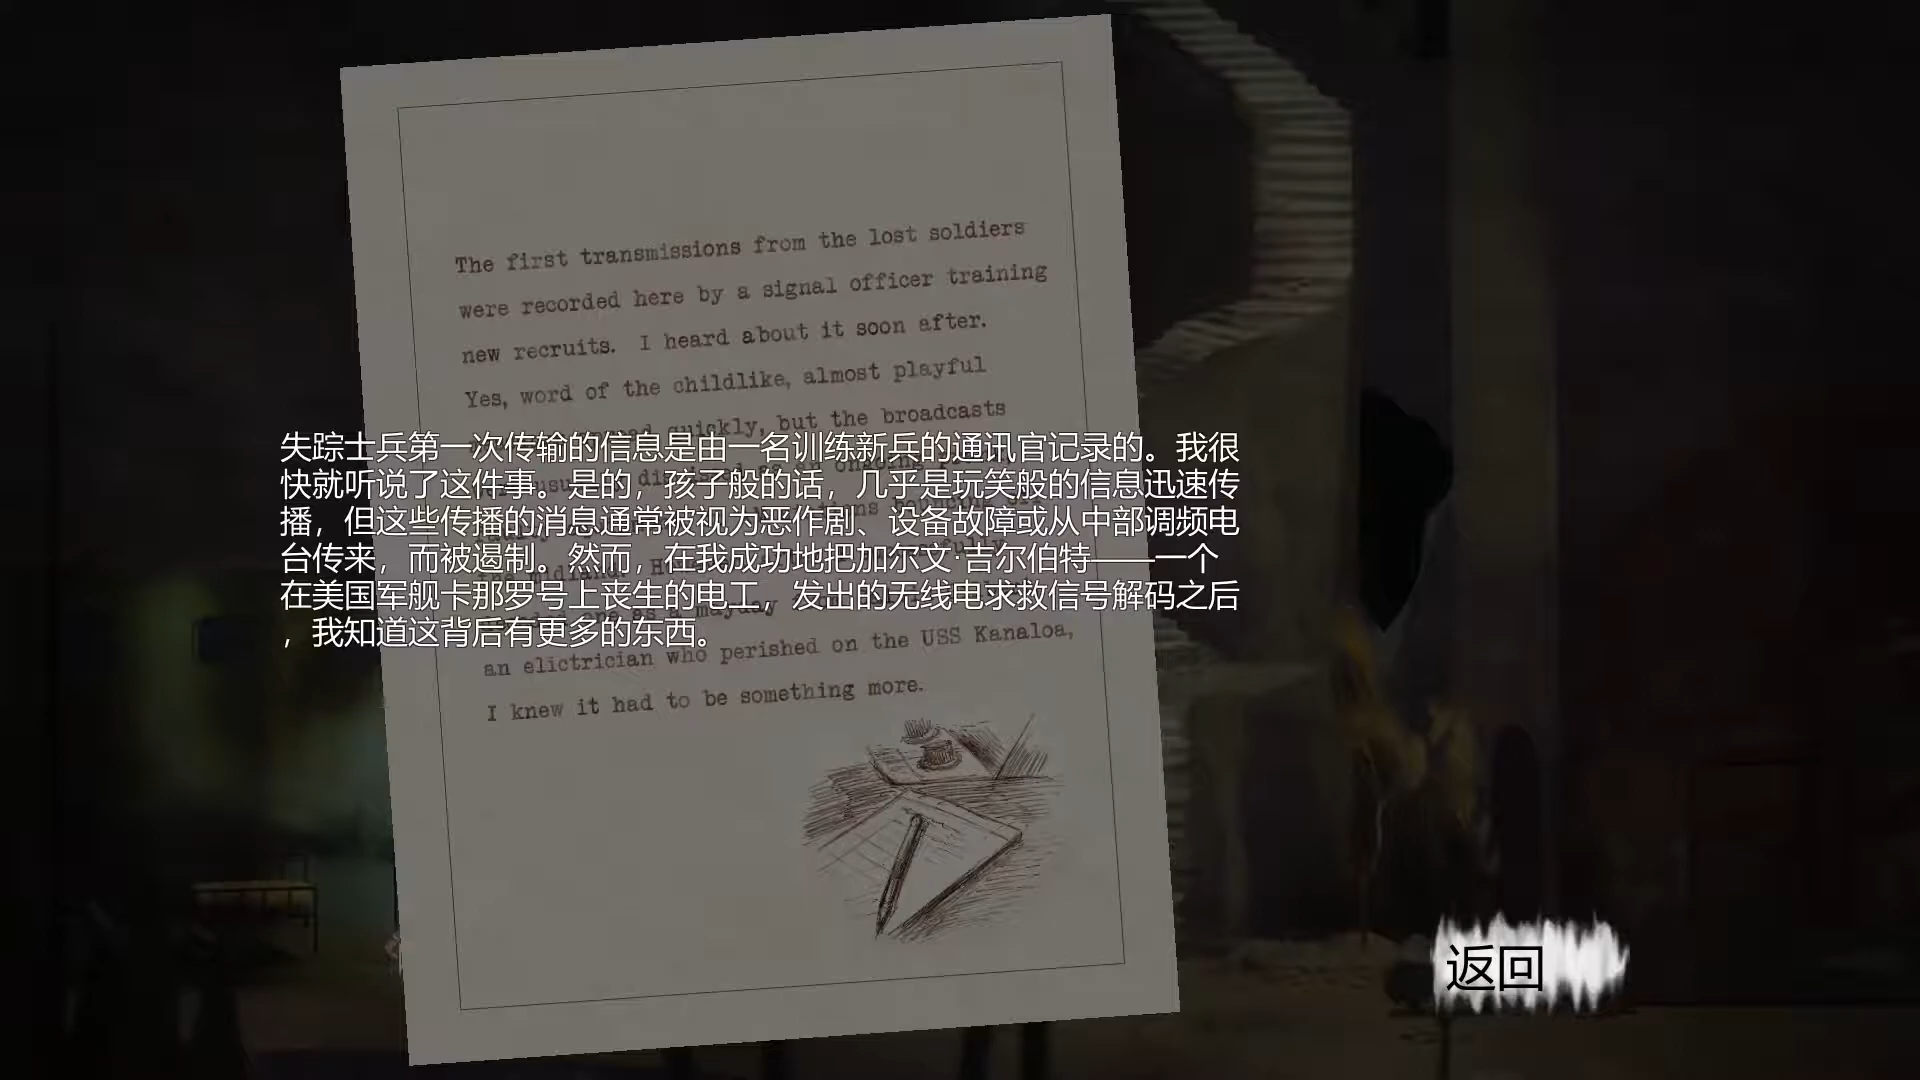 The first transmissions from the lost soldiers
were recorded here by a signal officer training
new recruits. I heard about it soon after.
Yes, word of the childlike, almost playful
quickly, but the broadcasts
an elictrician who perished on the USS Kanaloa,
I knew it had to be something more.
失踪士兵第一次传输的信息是由一名训练新兵的通讯官记录的。我很
快就听说了这件事。是的，孩子般的话，几乎是玩笑般的信息迅速传
播，但这些传播的消息通常被视为恶作剧、设备故障或从中部调频电
台传来，而被遏制。然而，在我成功地把加尔文·吉尔伯特——一个
在美国军舰卡那罗号上丧生的电工，发出的无线电求救信号解码之后
，我知道这背后有更多的东西。
返回